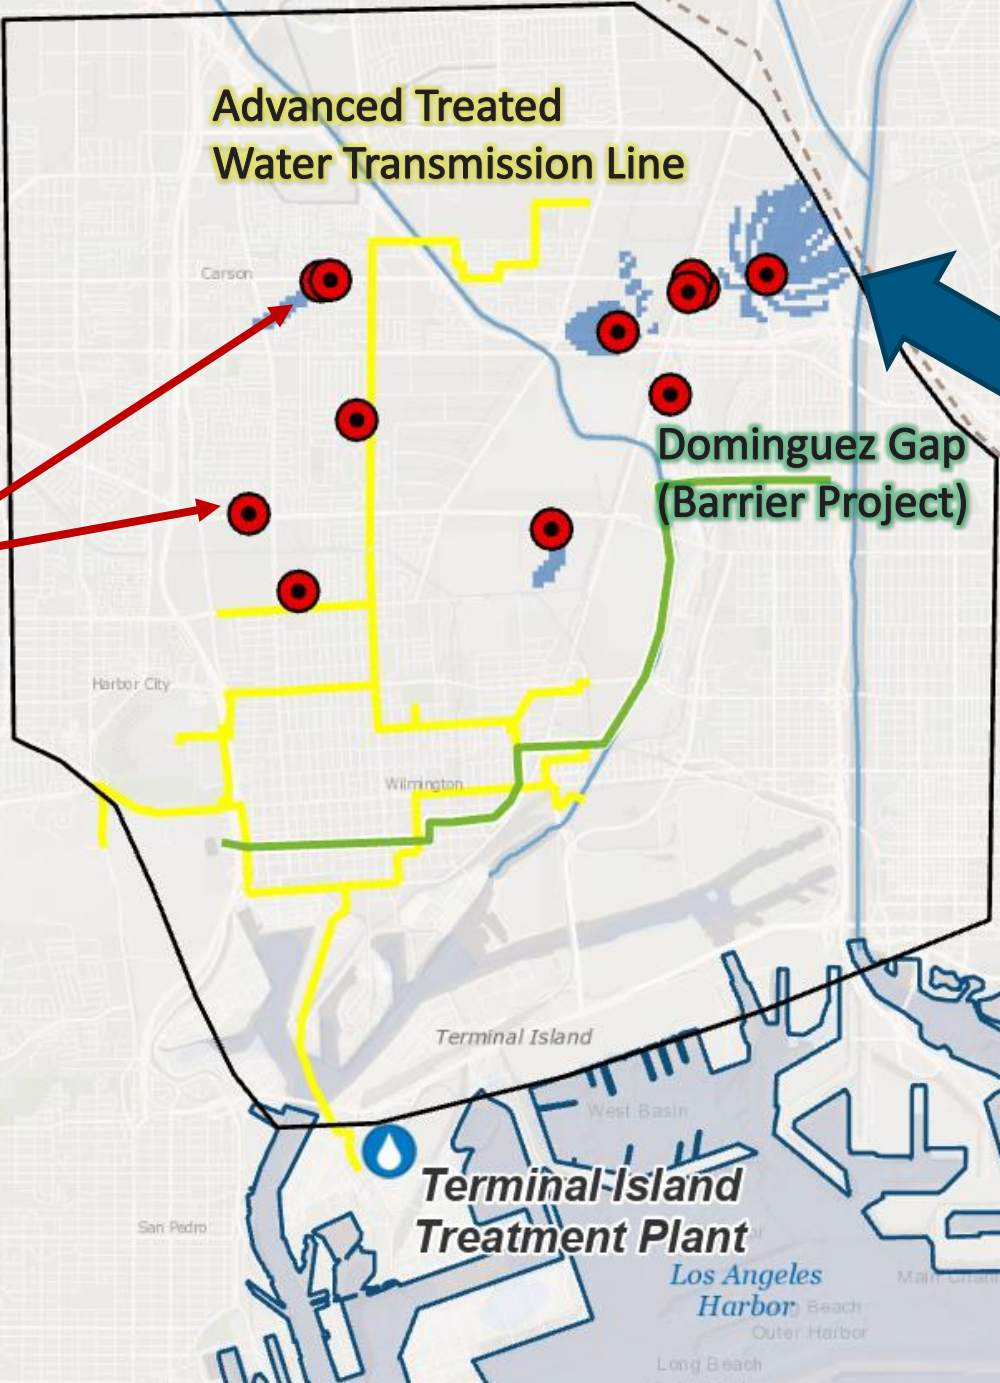 Advanced Treated
Water Transmission Line
Carson
Dominguez Gap
(Barrier Project)
Harbor City
Wilmington
Terminal Island
West Basin
Terminal Island
Treatment Plant
San Pedro
Los Angeles
Harbor
Beach
Outer Harbor
Long Beach